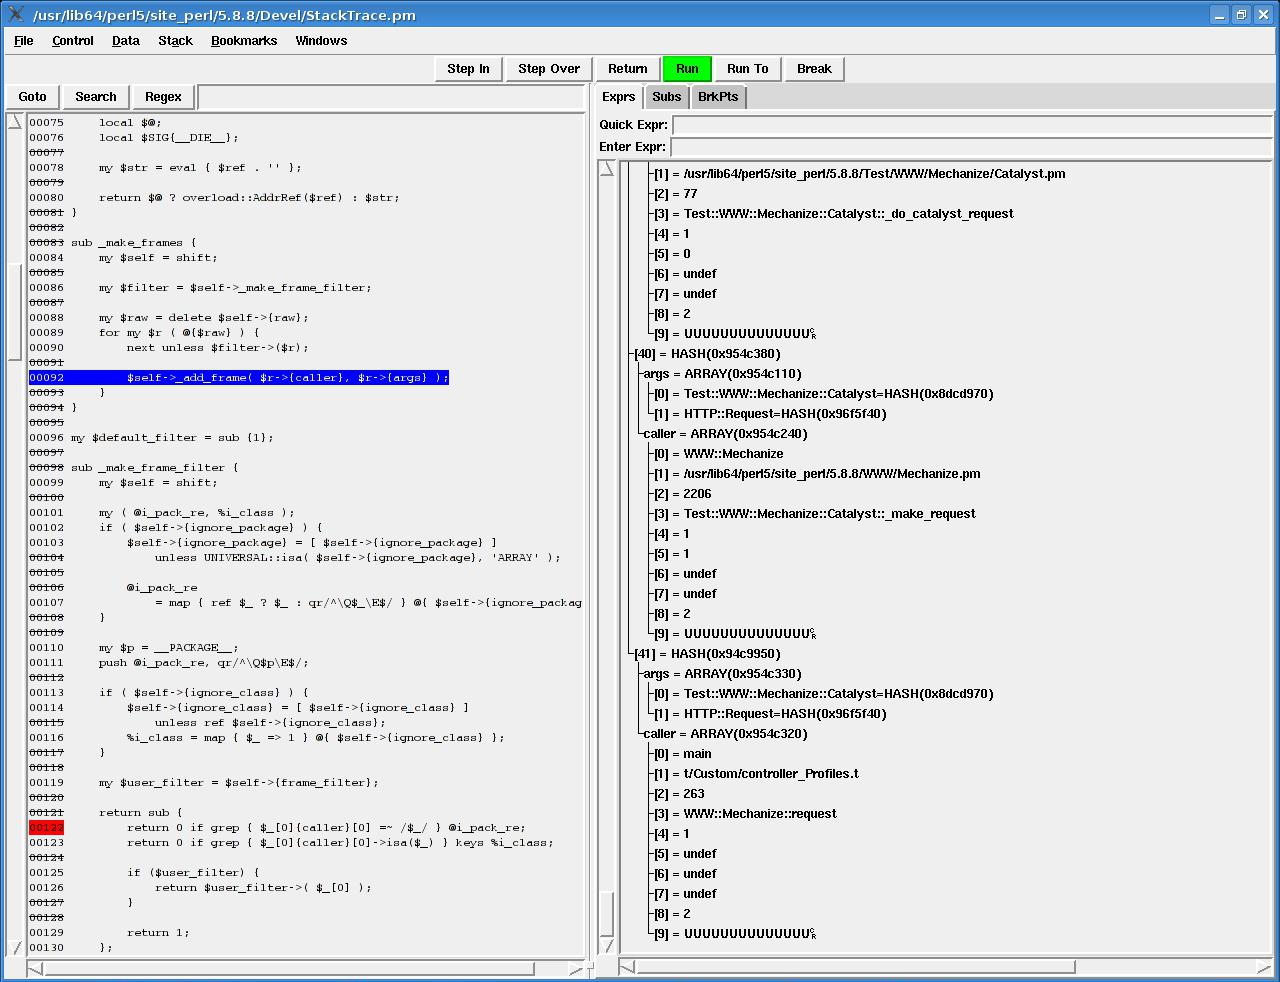 /usr/lib64/perl5/site_perl/5.8.8/Devel/StackTrace.pm
File Control Data Stack Bookmarks Windows
Step In Step Over Return Run Run To Break
Goto Search Regex
00075     local $@;
00076     local $SIG{__DIE__};
00077
00078     my $str = eval { $ref . '' };
00079
00080     return $@ ? overload::AddrRef($ref) : $str;
00081 }
00082
00083 sub _make_frames {
00084     my $self = shift;
00085
00086     my $filter = $self->_make_frame_filter;
00087
00088     my $raw = delete $self->{raw};
00089     for my $r ( @{$raw} ) {
00090         next unless $filter->($r);
00091
00092         $self->_add_frame( $r->{caller}, $r->{args} );
00093     }
00094 }
00095
00096 my $default_filter = sub {1};
00097
00098 sub _make_frame_filter {
00099     my $self = shift;
00100
00101     my ( @i_pack_re, %i_class );
00102     if ( $self->{ignore_package} ) {
00103         $self->{ignore_package} = [ $self->{ignore_package} ]
00104             unless UNIVERSAL::isa( $self->{ignore_package}, 'ARRAY' );
00105
00106         @i_pack_re
00107             = map { ref $_ ? $_ : qr/^\Q$_\E$/ } @{ $self->{ignore_packag
00108     }
00109
00110     my $p = __PACKAGE__;
00111     push @i_pack_re, qr/^\Q$p\E$/;
00112
00113     if ( $self->{ignore_class} ) {
00114         $self->{ignore_class} = [ $self->{ignore_class} ]
00115             unless ref $self->{ignore_class};
00116         %i_class = map { $_ => 1 } @{ $self->{ignore_class} };
00117     }
00118
00119     my $user_filter = $self->{frame_filter};
00120
00121     return sub {
00122         return 0 if grep { $_[0]{caller}[0] =~ /$_/ } @i_pack_re;
00123         return 0 if grep { $_[0]{caller}[0]->isa($_) } keys %i_class;
00124
00125         if ($user_filter) {
00126             return $user_filter->( $_[0] );
00127         }
00128
00129         return 1;
00130     };
Exprs Subs BrkPts
Quick Expr:
Enter Expr:
[1] = /usr/lib64/perl5/site_perl/5.8.8/Test/WWW/Mechanize/Catalyst.pm
[2] = 77
[3] = Test::WWW::Mechanize::Catalyst::_do_catalyst_request
[4] = 1
[5] = 0
[6] = undef
[7] = undef
[8] = 2
[9] = UUUUUUUUUUUUUU␍
[40] = HASH(0x954c380)
args = ARRAY(0x954c110)
[0] = Test::WWW::Mechanize::Catalyst=HASH(0x8dcd970)
[1] = HTTP::Request=HASH(0x96f5f40)
caller = ARRAY(0x954c240)
[0] = WWW::Mechanize
[1] = /usr/lib64/perl5/site_perl/5.8.8/WWW/Mechanize.pm
[2] = 2206
[3] = Test::WWW::Mechanize::Catalyst::_make_request
[4] = 1
[5] = 1
[6] = undef
[7] = undef
[8] = 2
[9] = UUUUUUUUUUUUUU␍
[41] = HASH(0x94c9950)
args = ARRAY(0x954c330)
[0] = Test::WWW::Mechanize::Catalyst=HASH(0x8dcd970)
[1] = HTTP::Request=HASH(0x96f5f40)
caller = ARRAY(0x954c320)
[0] = main
[1] = t/Custom/controller_Profiles.t
[2] = 263
[3] = WWW::Mechanize::request
[4] = 1
[5] = undef
[6] = undef
[7] = undef
[8] = 2
[9] = UUUUUUUUUUUUUU␍